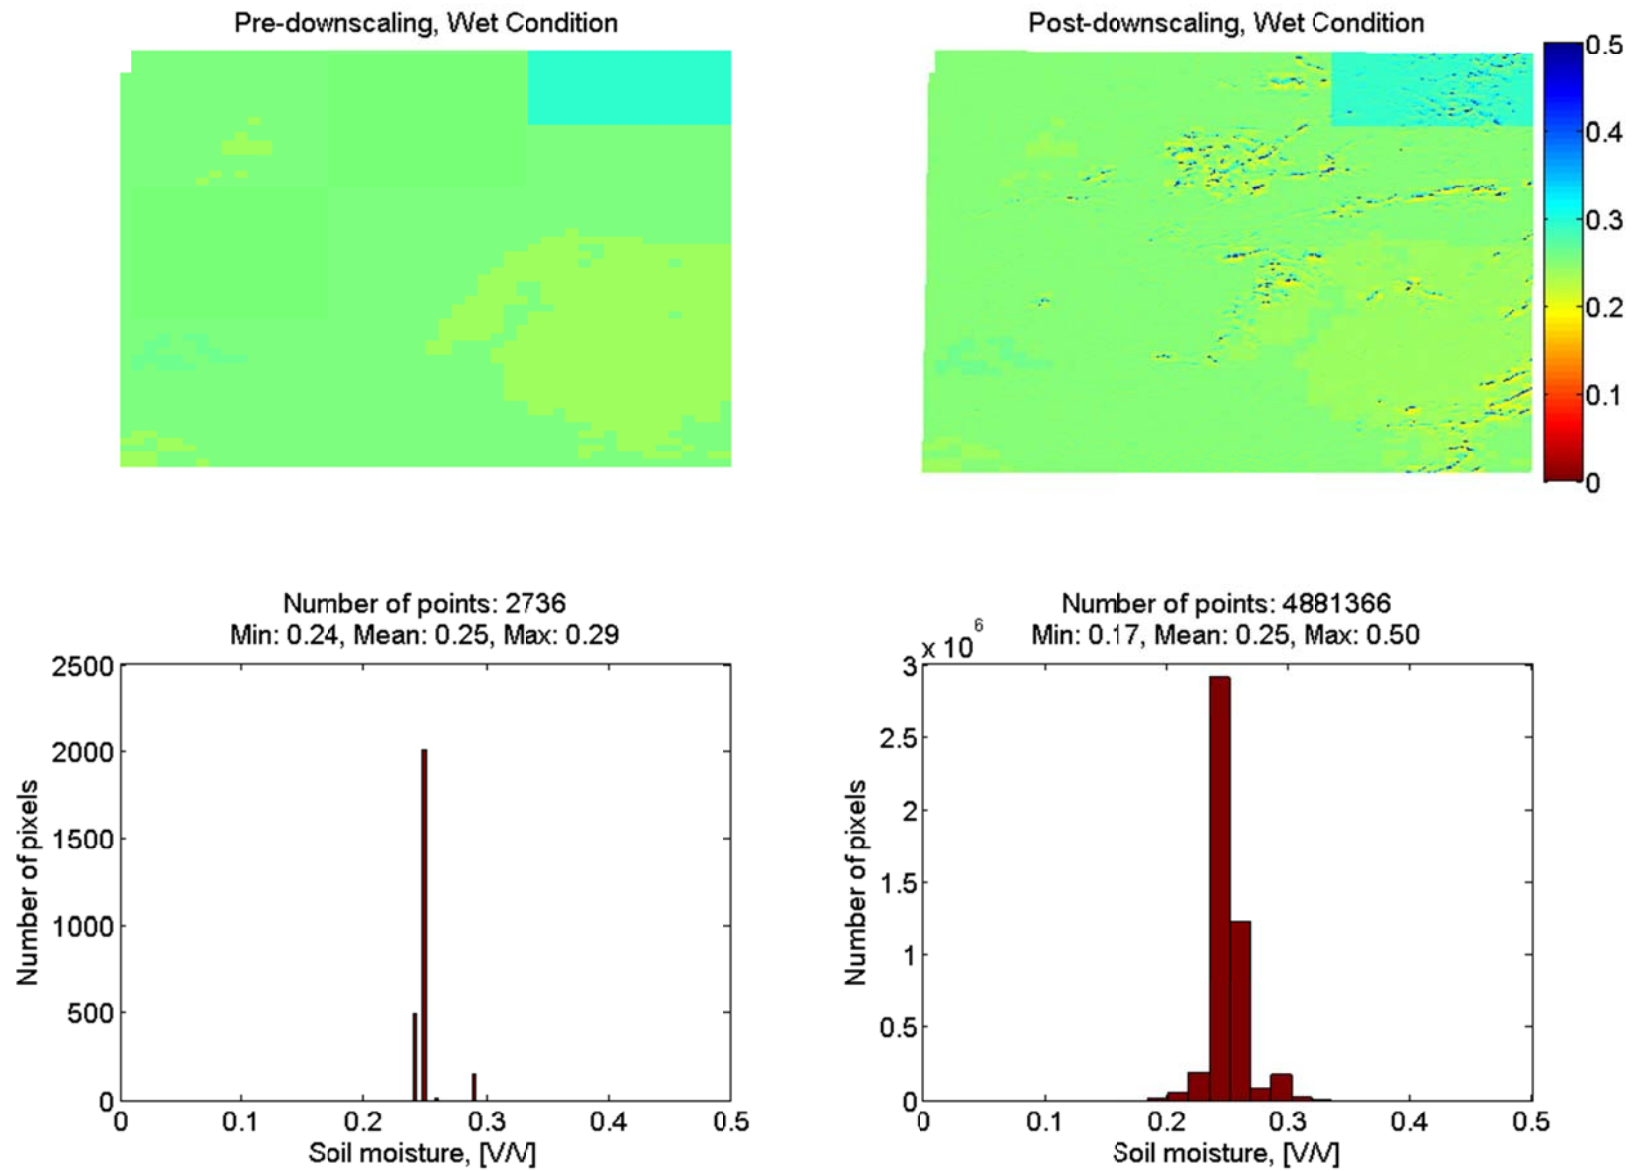 Pre-downscaling, Wet Condition
Post-downscaling, Wet Condition
0.5
0.4
0.3
0.2
0.1
0
Number of points: 2736
Min: 0.24, Mean: 0.25, Max: 0.29
2500
2000
1500
1000
500
0
Number of pixels
0 0.1 0.2 0.3 0.4 0.5
Soil moisture, [V/V]
Number of points: 4881366
Min: 0.17, Mean: 0.25, Max: 0.50
x 10^6
3
2.5
2
1.5
1
0.5
0
Number of pixels
0 0.1 0.2 0.3 0.4 0.5
Soil moisture, [V/V]